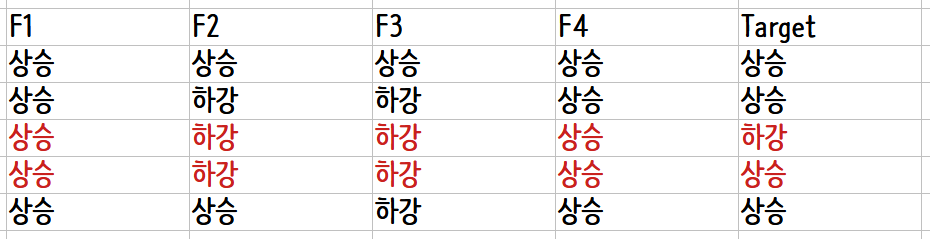 F1 F2 F3 F4 Target
상승 상승 상승 상승 상승
상승 하강 하강 상승 상승
상승 하강 하강 상승 하강
상승 하강 하강 상승 상승
상승 상승 하강 상승 상승